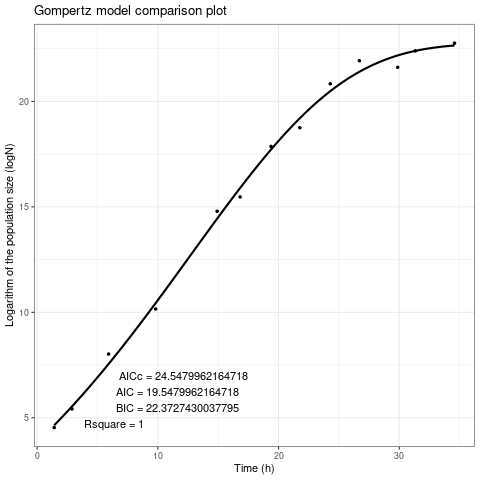 Gompertz model comparison plot
Logarithm of the population size (logN)
20
15
10
5
AICc = 24.5479962164718
AIC = 19.5479962164718
BIC = 22.3727430037795
Rsquare = 1
0 10 20 30
Time (h)